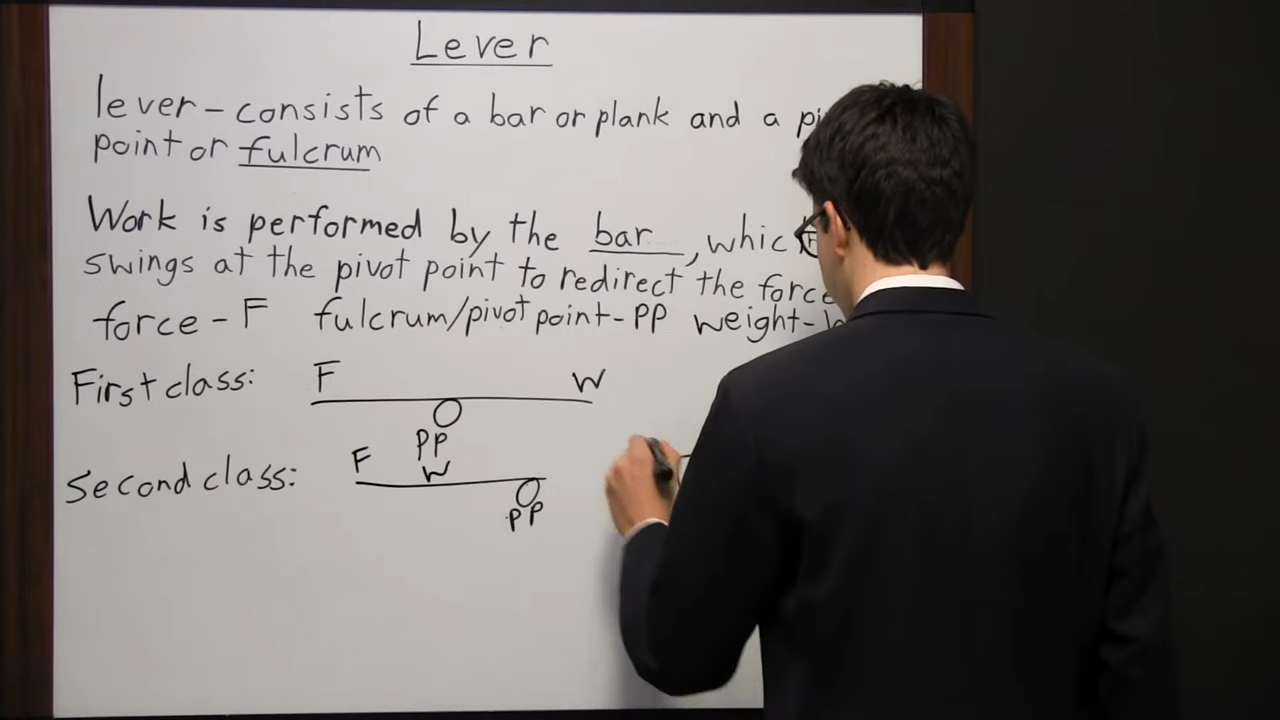 Lever
lever - consists of a bar or plank and a
point or fulcrum
Work is performed by the bar, 
swings at the pivot point to redirect the force
force - F fulcrum/pivot point - PP weight -
First class: F W
PP
Second class: F W
PP